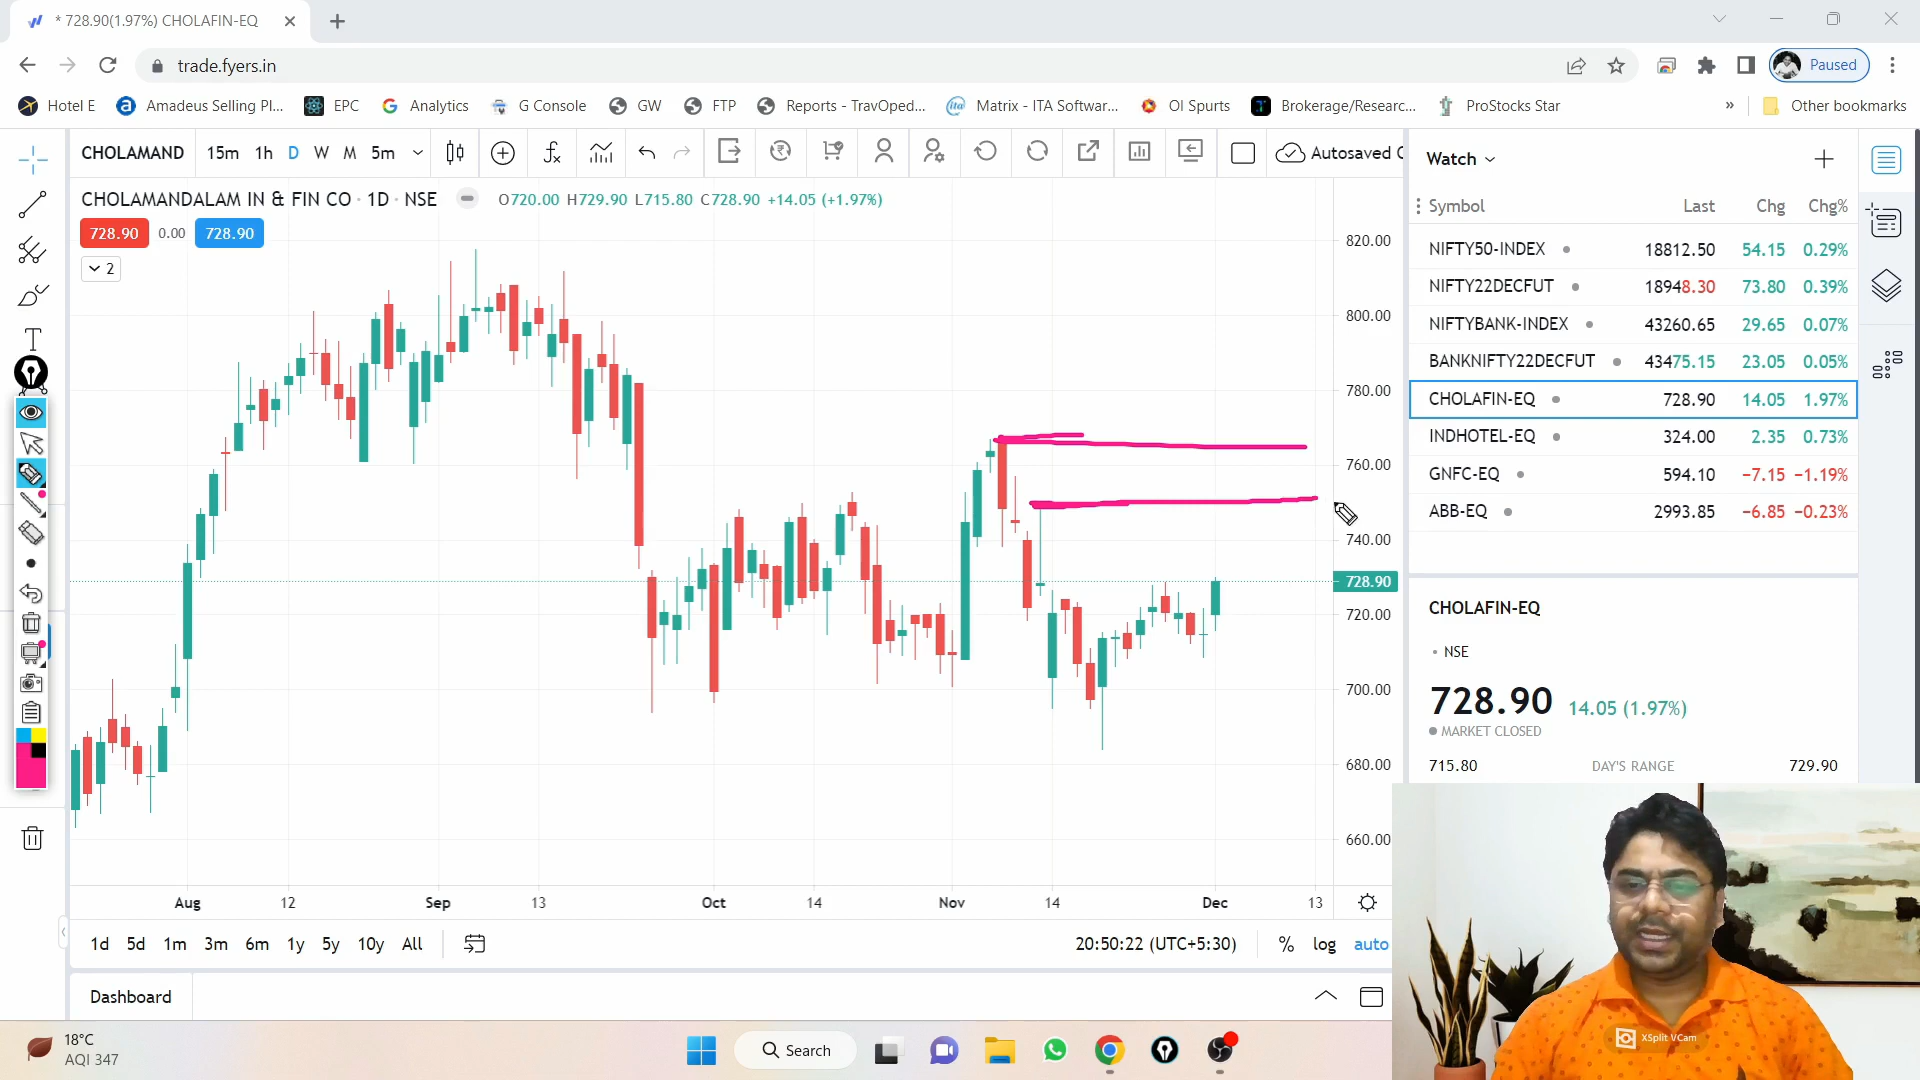 * 728.90(1.97%) CHOLAFIN-EQ
trade.fyers.in
Paused
Hotel E
Amadeus Selling Pl...
EPC
Analytics
G Console
GW
FTP
Reports - TravOped...
Matrix - ITA Softwar...
OI Spurts
Brokerage/Researc...
ProStocks Star
»
Other bookmarks
CHOLAMAND 15m 1h D W M 5m
Autosaved C
CHOLAMANDALAM IN & FIN CO · 1D · NSE O720.00 H729.90 L715.80 C728.90 +14.05 (+1.97%)
728.90 0.00 728.90
2
820.00
800.00
780.00
760.00
740.00
728.90
720.00
700.00
680.00
660.00
Aug 12 Sep 13 Oct 14 Nov 14 Dec 13
1d 5d 1m 3m 6m 1y 5y 10y All
20:50:22 (UTC+5:30) % log auto
Dashboard
Watch
Symbol Last Chg Chg%
NIFTY50-INDEX 18812.50 54.15 0.29%
NIFTY22DECFUT 18948.30 73.80 0.39%
NIFTYBANK-INDEX 43260.65 29.65 0.07%
BANKNIFTY22DECFUT 43475.15 23.05 0.05%
CHOLAFIN-EQ 728.90 14.05 1.97%
INDHOTEL-EQ 324.00 2.35 0.73%
GNFC-EQ 594.10 −7.15 −1.19%
ABB-EQ 2993.85 −6.85 −0.23%
CHOLAFIN-EQ
NSE
728.90 14.05 (1.97%)
MARKET CLOSED
715.80 DAY'S RANGE 729.90
XSplit VCam
18°C
AQI 347
Search